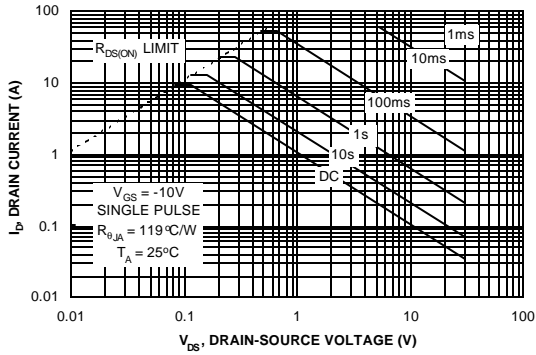 100
10
1
0.1
0.01
I_D, DRAIN CURRENT (A)
R_DS(ON) LIMIT
1ms
10ms
100ms
1s
10s
DC
V_GS = -10V
SINGLE PULSE
R_θJA = 119°C/W
T_A = 25°C
0.01
0.1
1
10
100
V_DS, DRAIN-SOURCE VOLTAGE (V)